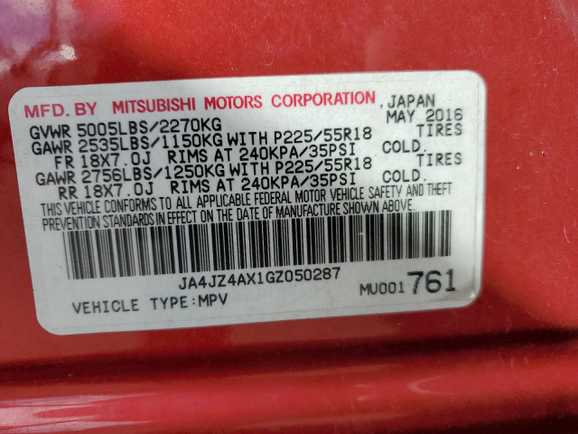 MFD. BY MITSUBISHI MOTORS CORPORATION, JAPAN
GVWR 5005LBS/2270KG MAY 2016
GAWR 2535LBS/1150KG WITH P225/55R18 TIRES
FR 18X7.0J RIMS AT 240KPA/35PSI COLD.
GAWR 2756LBS/1250KG WITH P225/55R18 TIRES
RR 18X7.0J RIMS AT 240KPA/35PSI COLD.
THIS VEHICLE CONFORMS TO ALL APPLICABLE FEDERAL MOTOR VEHICLE SAFETY AND THEFT
PREVENTION STANDARDS IN EFFECT ON THE DATE OF MANUFACTURE SHOWN ABOVE.
JA4JZ4AX1GZ050287
VEHICLE TYPE:MPV MU001761